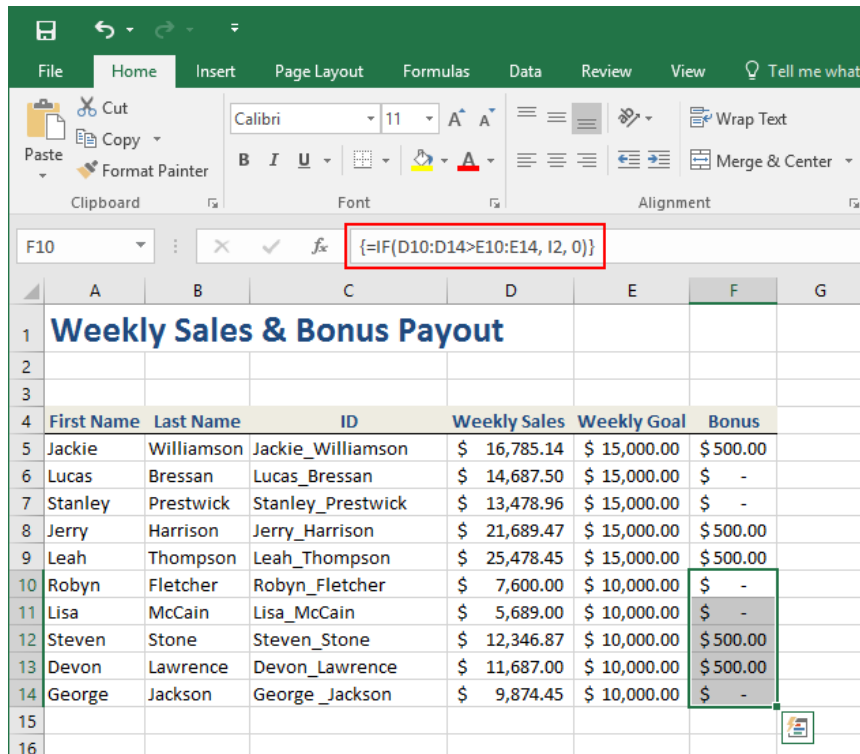 File Home Insert Page Layout Formulas Data Review View Tell me what
Cut
Copy
Format Painter
Paste
Calibri 11 A A
B I U A
Wrap Text
Merge & Center
Clipboard Font Alignment
F10 fx {=IF(D10:D14>E10:E14, I2, 0)}
A B C D E F G
1 Weekly Sales & Bonus Payout
2
3
4 First Name Last Name ID Weekly Sales Weekly Goal Bonus
5 Jackie Williamson Jackie_Williamson $ 16,785.14 $ 15,000.00 $ 500.00
6 Lucas Bressan Lucas_Bressan $ 14,687.50 $ 15,000.00 $ -
7 Stanley Prestwick Stanley_Prestwick $ 13,478.96 $ 15,000.00 $ -
8 Jerry Harrison Jerry_Harrison $ 21,689.47 $ 15,000.00 $ 500.00
9 Leah Thompson Leah_Thompson $ 25,478.45 $ 15,000.00 $ 500.00
10 Robyn Fletcher Robyn_Fletcher $ 7,600.00 $ 10,000.00 $ -
11 Lisa McCain Lisa_McCain $ 5,689.00 $ 10,000.00 $ -
12 Steven Stone Steven_Stone $ 12,346.87 $ 10,000.00 $ 500.00
13 Devon Lawrence Devon_Lawrence $ 11,687.00 $ 10,000.00 $ 500.00
14 George Jackson George _Jackson $ 9,874.45 $ 10,000.00 $ -
15
16